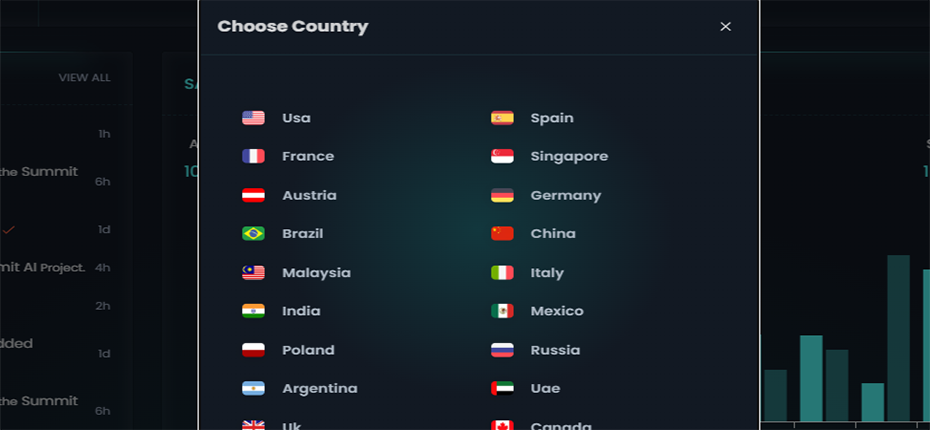 Choose Country
VIEW ALL
1h
the Summit
6h
1d
mit AI Project.
4h
2h
dded
1d
the Summit
6h
SA
A
10
Usa
Spain
France
Singapore
Austria
Germany
Brazil
China
Malaysia
Italy
India
Mexico
Poland
Russia
Argentina
Uae
Uk
Canada
S
1